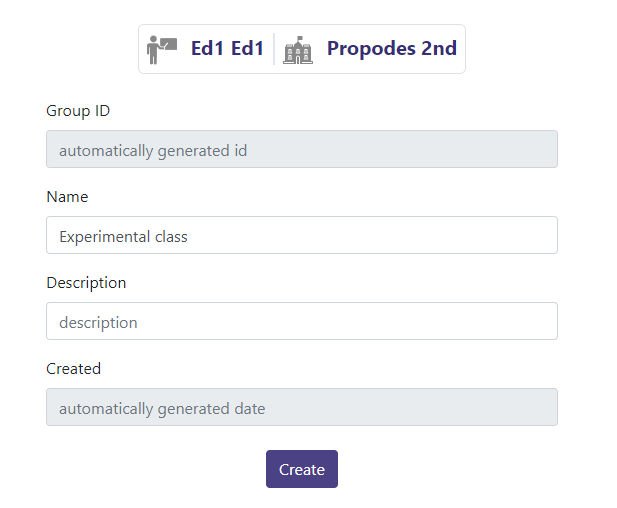 Ed1 Ed1 Propodes 2nd
Group ID
automatically generated id
Name
Experimental class
Description
description
Created
automatically generated date
Create